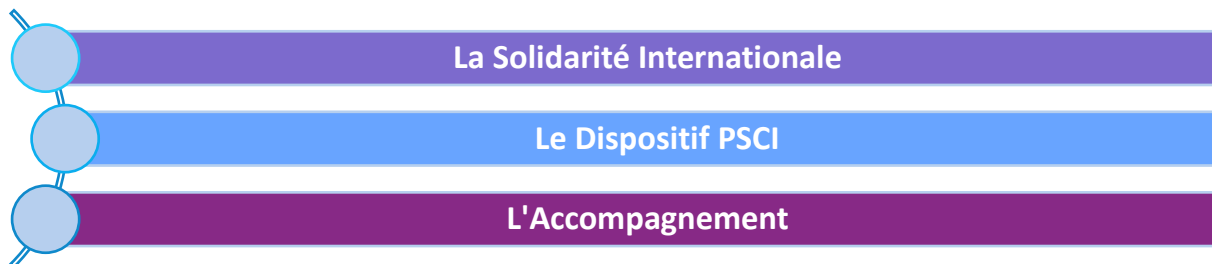 La Solidarité Internationale
Le Dispositif PSCI
L'Accompagnement